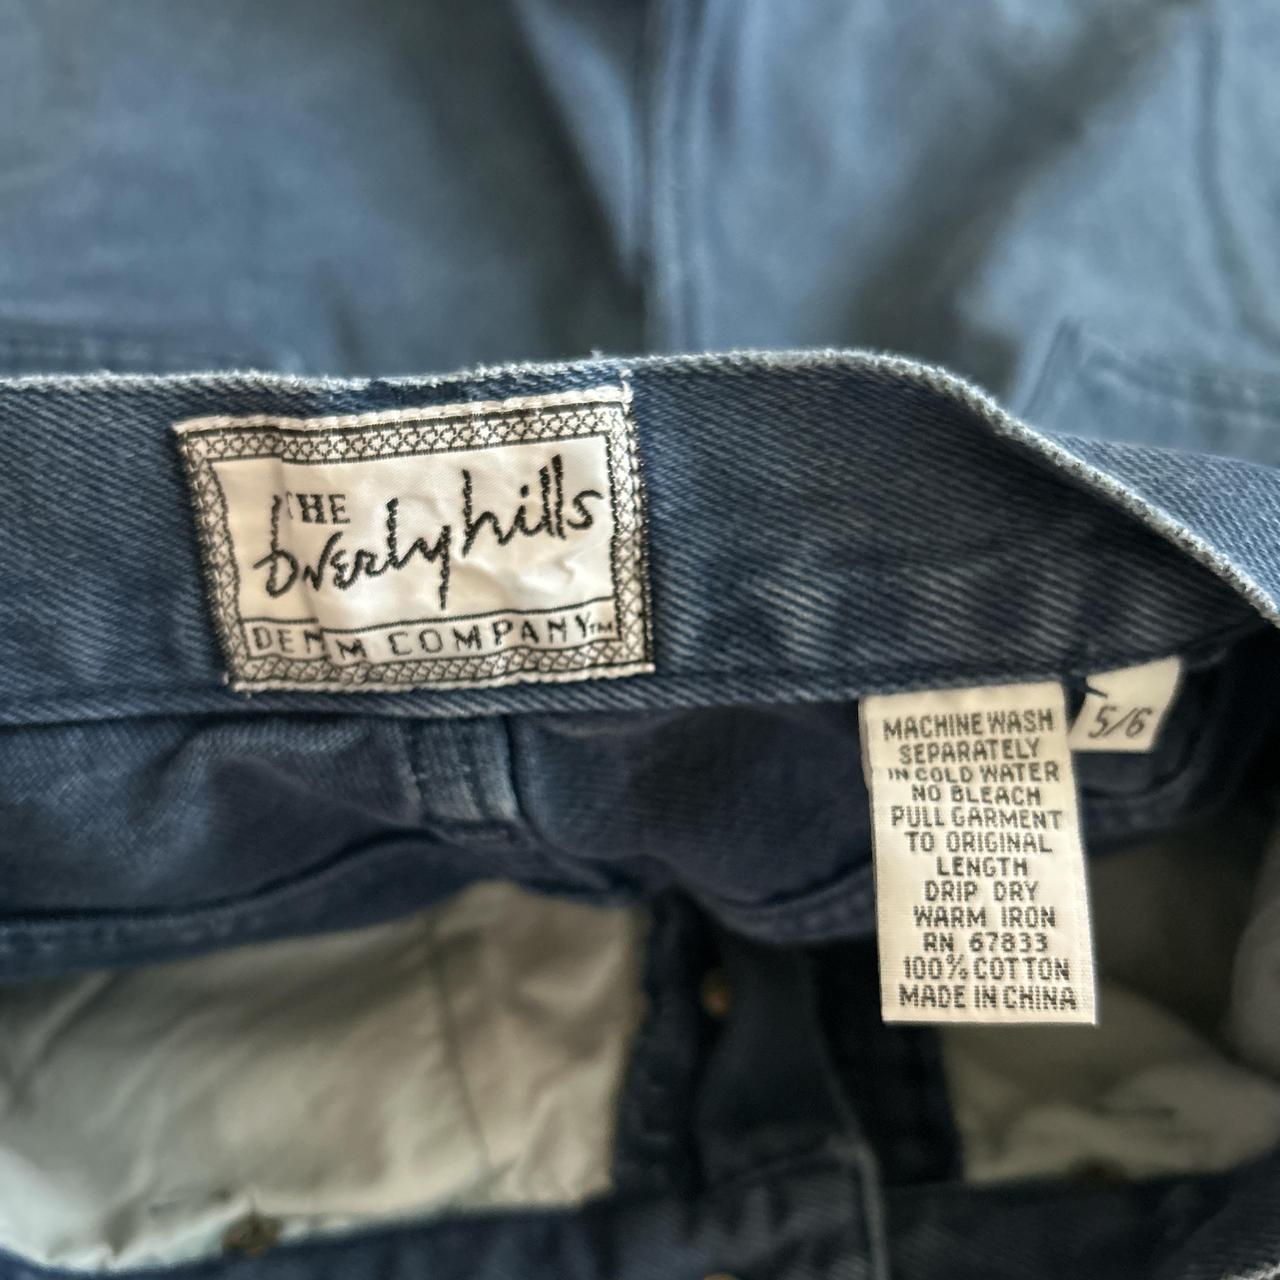 THE
beverly hills
DENIM COMPANY™
5/6
MACHINE WASH
SEPARATELY
IN COLD WATER
NO BLEACH
PULL GARMENT
TO ORIGINAL
LENGTH
DRIP DRY
WARM IRON
RN 67833
100% COTTON
MADE IN CHINA